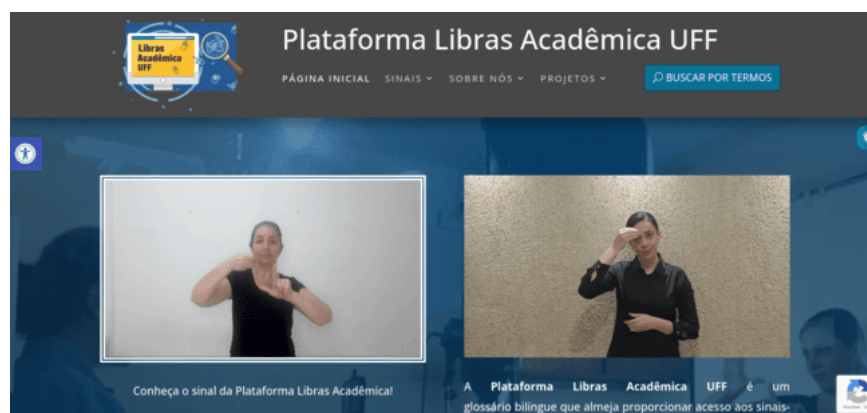 Libras
Acadêmica
UFF
Plataforma Libras Acadêmica UFF
PÁGINA INICIAL SINAIS SOBRE NÓS PROJETOS BUSCAR POR TERMOS
Conheça o sinal da Plataforma Libras Acadêmica!
A Plataforma Libras Acadêmica UFF é um
glossário bilíngue que almeja proporcionar acesso aos sinais-